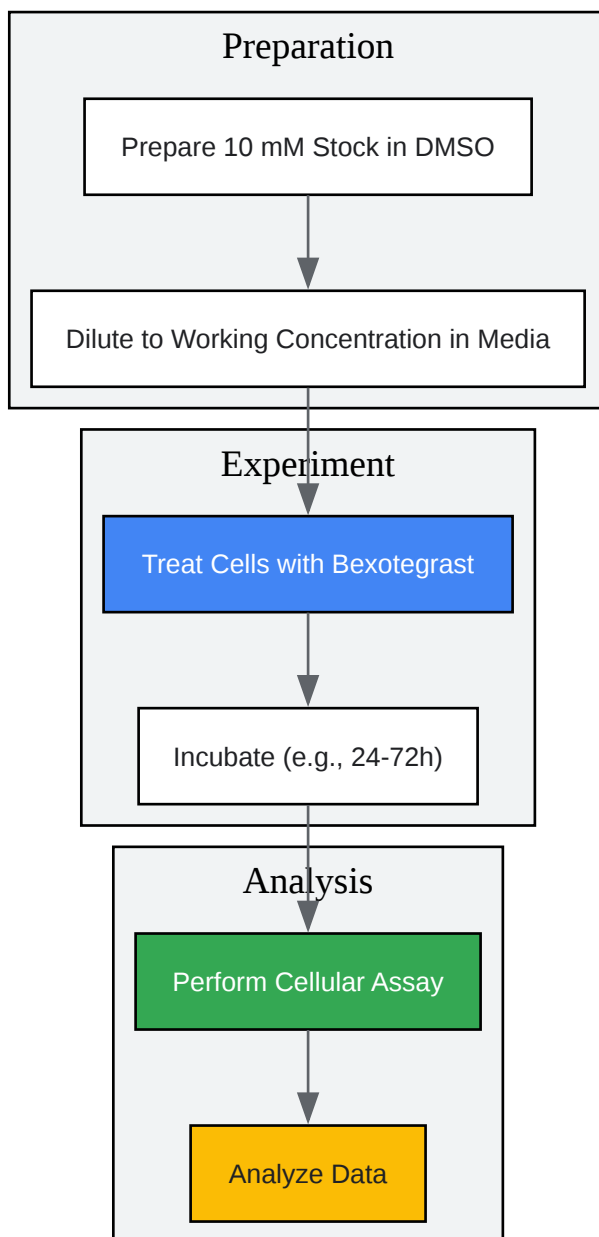 Preparation
Prepare 10 mM Stock in DMSO
Dilute to Working Concentration in Media
Experiment
Treat Cells with Bexotegrast
Incubate (e.g., 24-72h)
Analysis
Perform Cellular Assay
Analyze Data